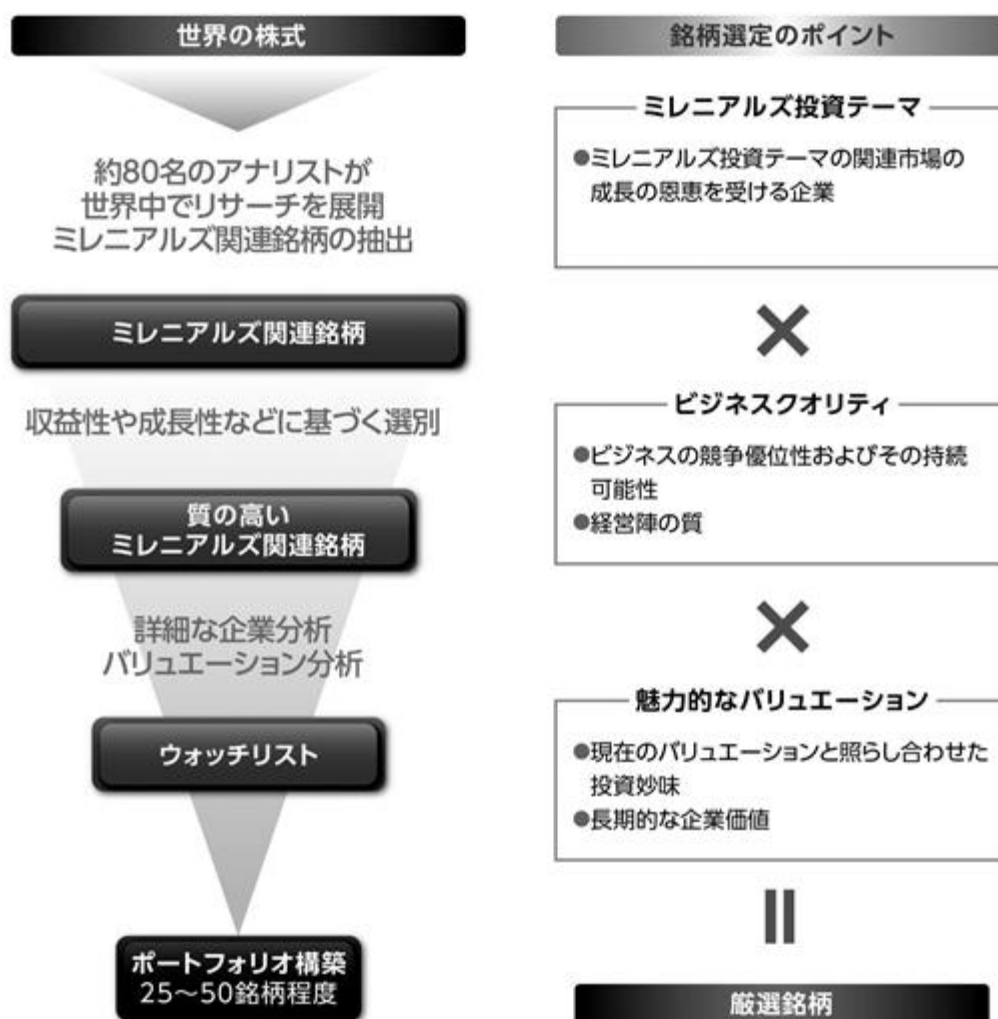 世界の株式
約80名のアナリストが
世界中でリサーチを展開
ミレニアルズ関連銘柄の抽出
ミレニアルズ関連銘柄
収益性や成長性などに基づく選別
質の高い
ミレニアルズ関連銘柄
詳細な企業分析
バリュエーション分析
ウォッチリスト
ポートフォリオ構築
25～50銘柄程度
銘柄選定のポイント
ミレニアルズ投資テーマ
●ミレニアルズ投資テーマの関連市場の
成長の恩恵を受ける企業
×
ビジネスクオリティ
●ビジネスの競争優位性およびその持続
可能性
●経営陣の質
×
魅力的なバリュエーション
●現在のバリュエーションと照らし合わせた
投資妙味
●長期的な企業価値
||
厳選銘柄